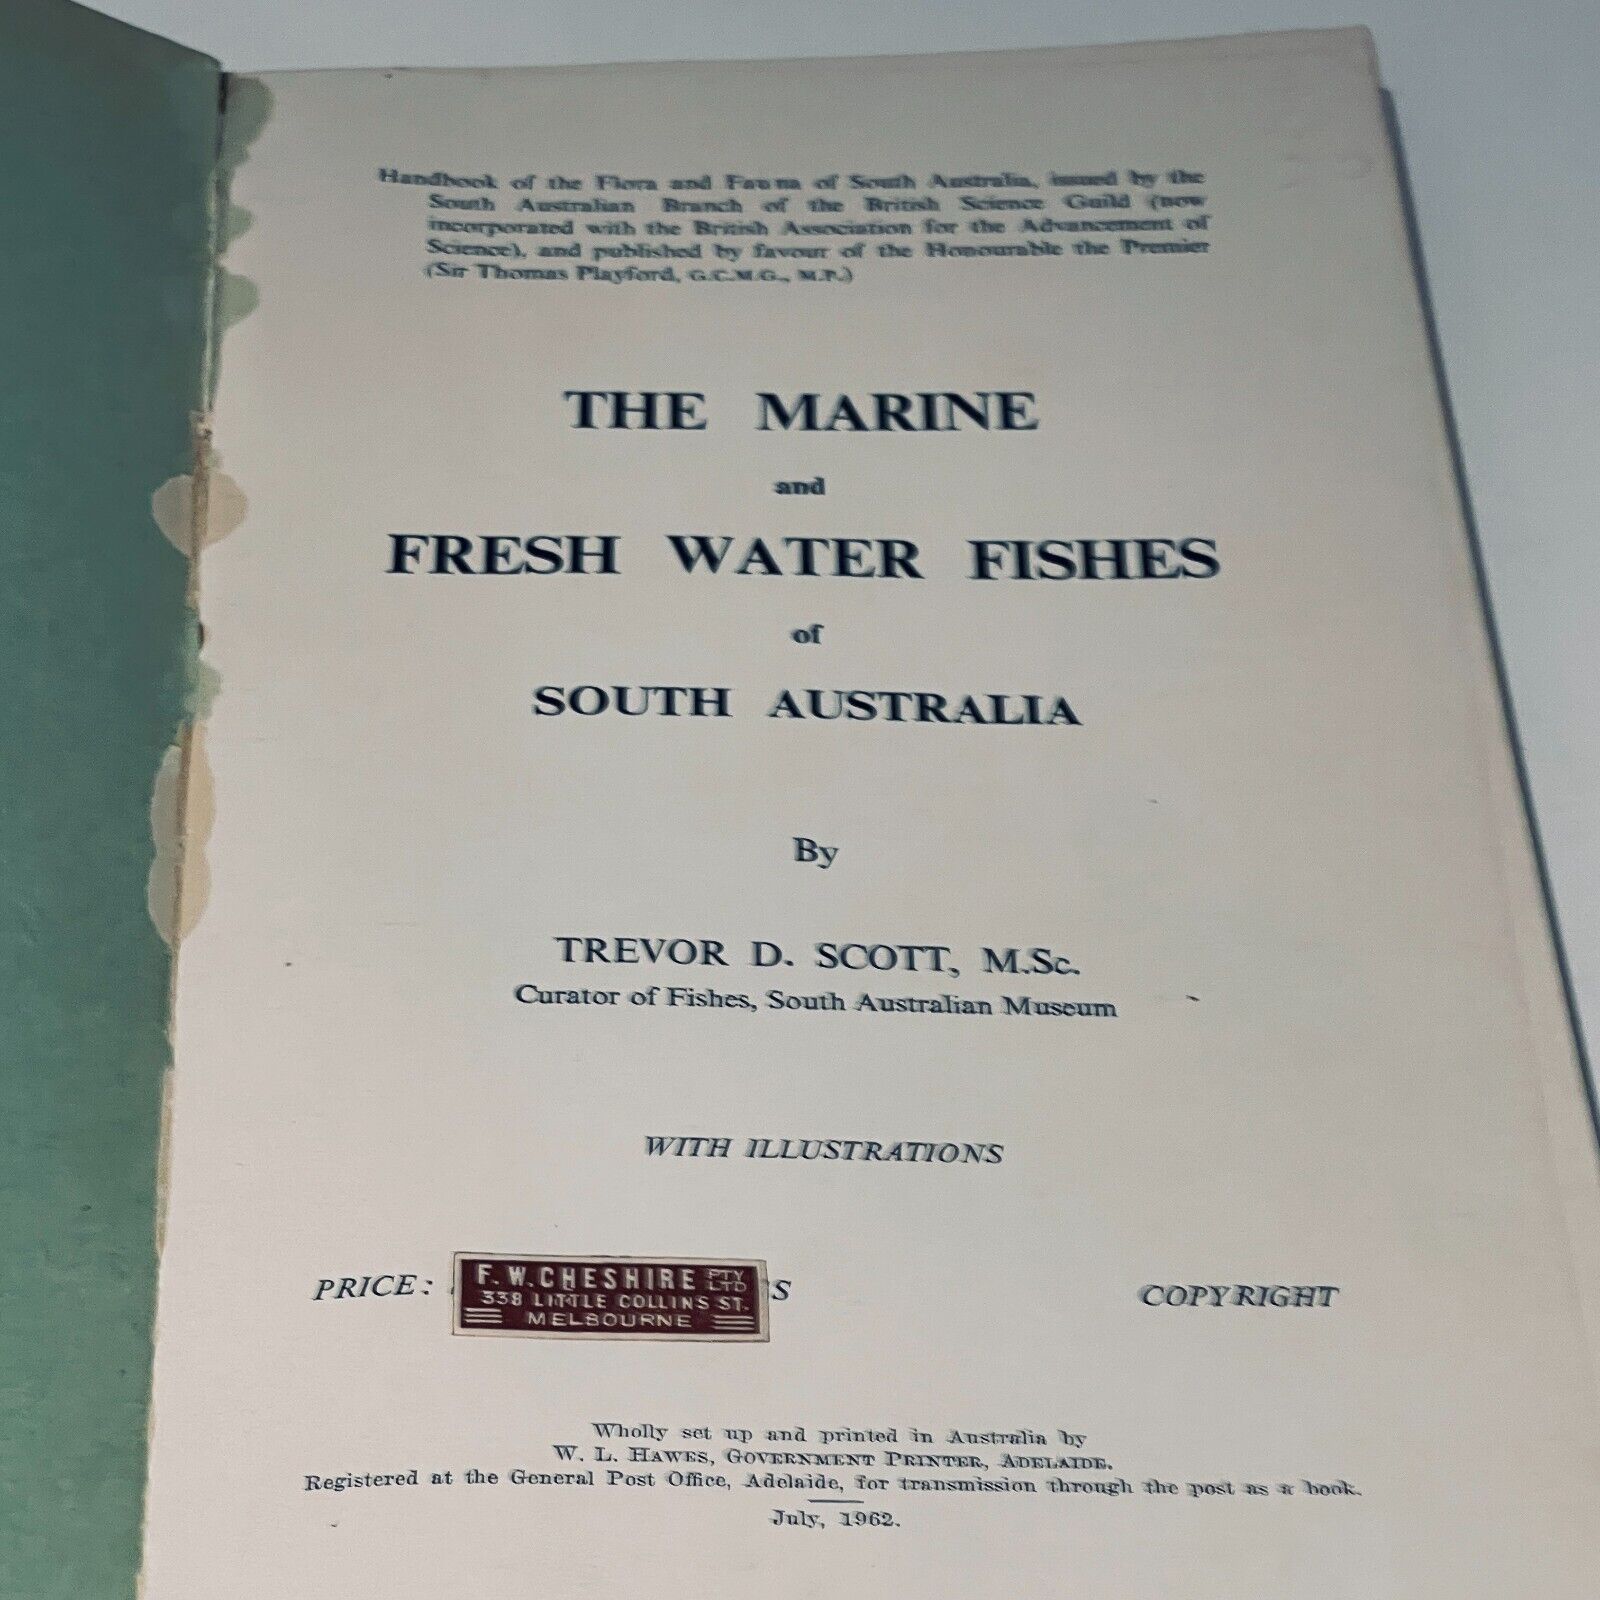 Handbook of the Flora and Fauna of South Australia, issued by the
South Australian Branch of the British Science Guild (now
incorporated with the British Association for the Advancement of
Science), and published by favour of the Honourable the Premier
(Sir Thomas Playford, G.C.M.G., M.P.)
THE MARINE
and
FRESH WATER FISHES
of
SOUTH AUSTRALIA
By
TREVOR D. SCOTT, M.Sc.
Curator of Fishes, South Australian Museum
WITH ILLUSTRATIONS
PRICE: S COPYRIGHT
F. W. CHESHIRE PTY LTD
338 LITTLE COLLINS ST.
MELBOURNE
Wholly set up and printed in Australia by
W. L. HAWES, GOVERNMENT PRINTER, ADELAIDE.
Registered at the General Post Office, Adelaide, for transmission through the post as a book.
July, 1962.